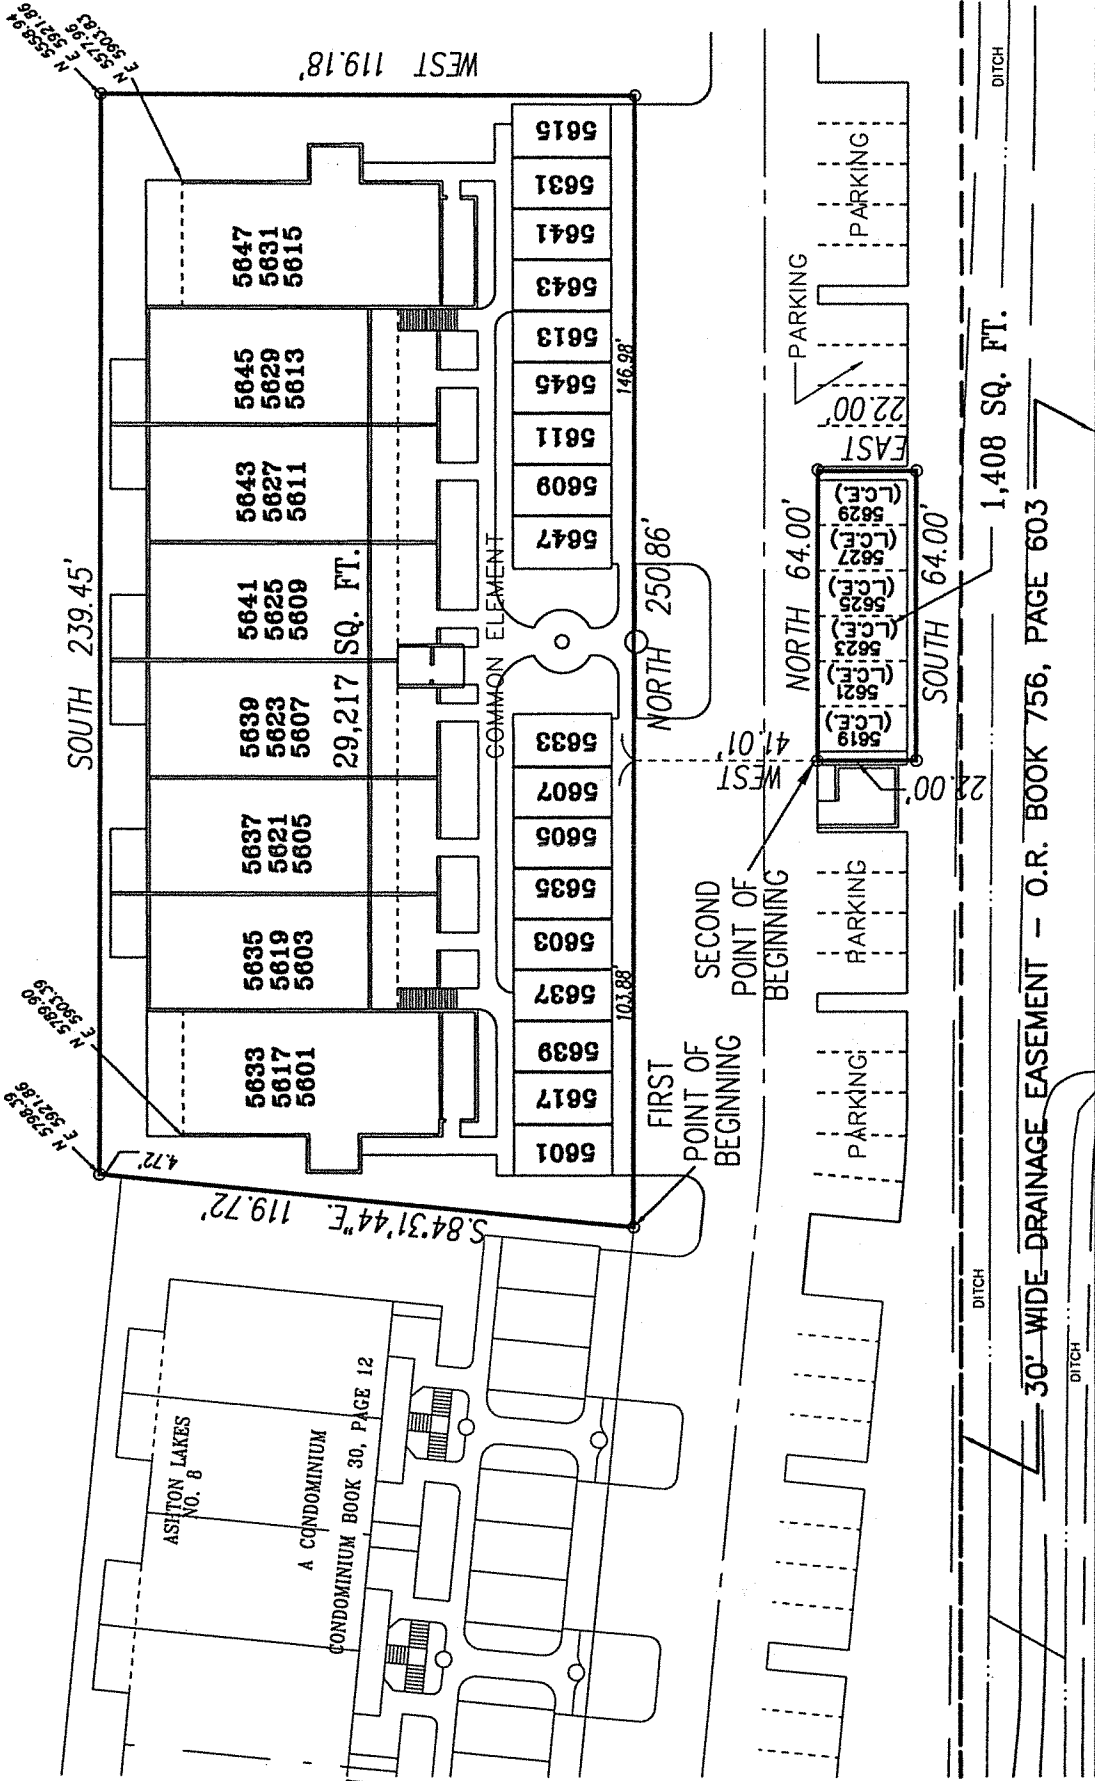 N 5558.94
E 5921.86
N 5577.96
E 5903.83
WEST 119.18'
SOUTH 239.45'
5647
5631
5615
5645
5629
5613
5643
5627
5611
5641
5625
5609
29,217 SQ. FT.
5639
5623
5607
5637
5621
5605
5635
5619
5603
5633
5617
5601
N 5789.90
E 5903.39
N 5798.39
E 5921.86
4.72'
S.84°31'44"E. 119.72'
COMMON ELEMENT
5615
5631
5641
5643
5613
5645
5611
5609
5647
5633
5607
5605
5635
5603
5637
5639
5617
5601
146.98'
NORTH 250.86'
103.88'
WEST 41.01'
FIRST
POINT OF
BEGINNING
SECOND
POINT OF
BEGINNING
PARKING
PARKING
PARKING
PARKING
PARKING
EAST 22.00'
NORTH 64.00'
5629
(L.C.E.)
5627
(L.C.E.)
5625
(L.C.E.)
5623
(L.C.E.)
5621
(L.C.E.)
5619
(L.C.E.)
SOUTH 64.00'
22.00'
1,408 SQ. FT.
DITCH
DITCH
DITCH
30' WIDE DRAINAGE EASEMENT - O.R. BOOK 756, PAGE 603
ASHTON LAKES
NO. 8
A CONDOMINIUM
CONDOMINIUM BOOK 30, PAGE 12